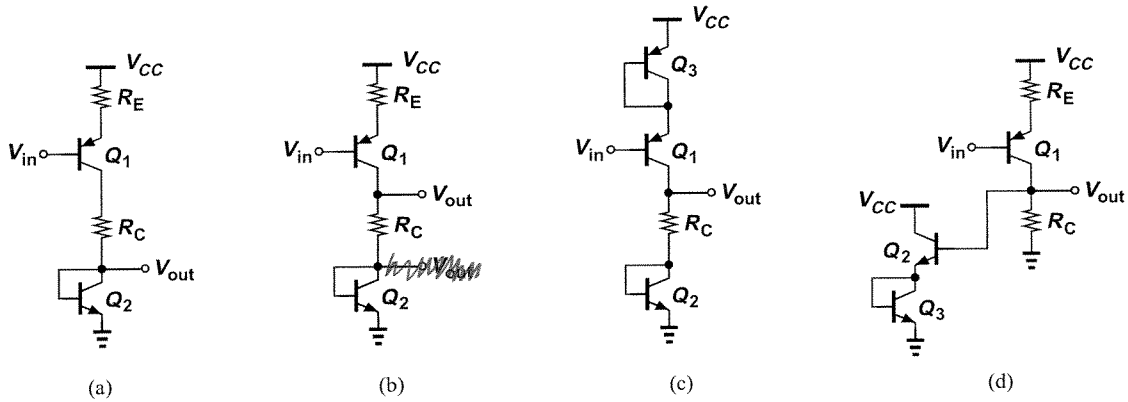 V_CC
R_E
V_in
Q_1
R_C
V_out
Q_2
(a)
V_CC
R_E
V_in
Q_1
V_out
R_C
Q_2
(b)
V_CC
Q_3
V_in
Q_1
V_out
R_C
Q_2
(c)
V_CC
R_E
V_in
Q_1
V_out
V_CC
R_C
Q_2
Q_3
(d)